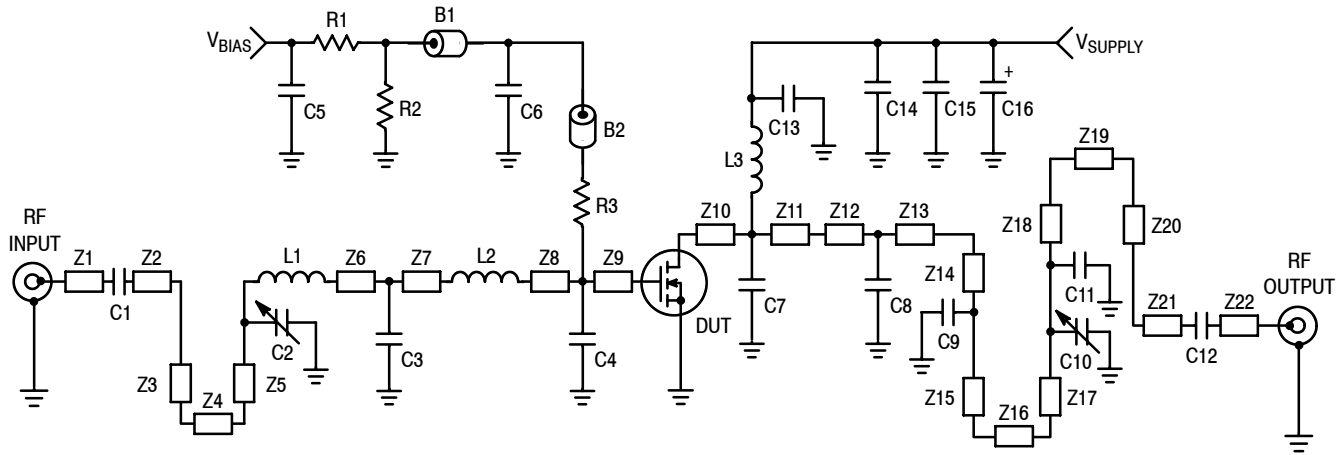 B1
R1
V_BIAS
V_SUPPLY
+
C5
R2
C6
B2
C13
C14
C15
C16
Z19
L3
R3
RF
INPUT
Z10
Z11
Z12
Z13
Z18
Z20
RF
OUTPUT
Z1
Z2
L1
Z6
Z7
L2
Z8
Z9
Z14
C11
Z21
Z22
C1
C2
C3
C4
DUT
C7
C8
C9
C10
C12
Z3
Z5
Z4
Z15
Z16
Z17